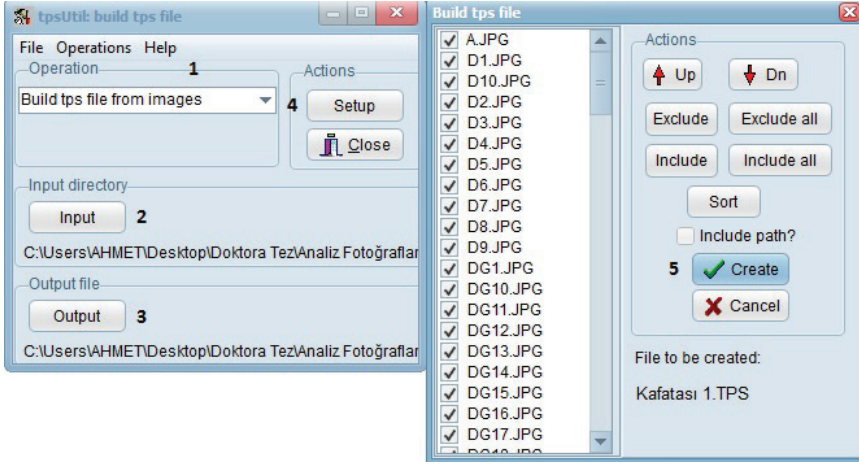 tpsUtil: build tps file
File Operations Help
Operation 1
Build tps file from images
Actions
4 Setup
Close
Input directory
Input 2
C:\Users\AHMET\Desktop\Doktora Tez\Analiz Fotoğraflar
Output file
Output 3
C:\Users\AHMET\Desktop\Doktora Tez\Analiz Fotoğraflar
Build tps file
A.JPG
D1.JPG
D10.JPG
D2.JPG
D3.JPG
D4.JPG
D5.JPG
D6.JPG
D7.JPG
D8.JPG
D9.JPG
DG1.JPG
DG10.JPG
DG11.JPG
DG12.JPG
DG13.JPG
DG14.JPG
DG15.JPG
DG16.JPG
DG17.JPG
Actions
Up Dn
Exclude Exclude all
Include Include all
Sort
Include path?
5 Create
Cancel
File to be created:
Kafatası 1.TPS